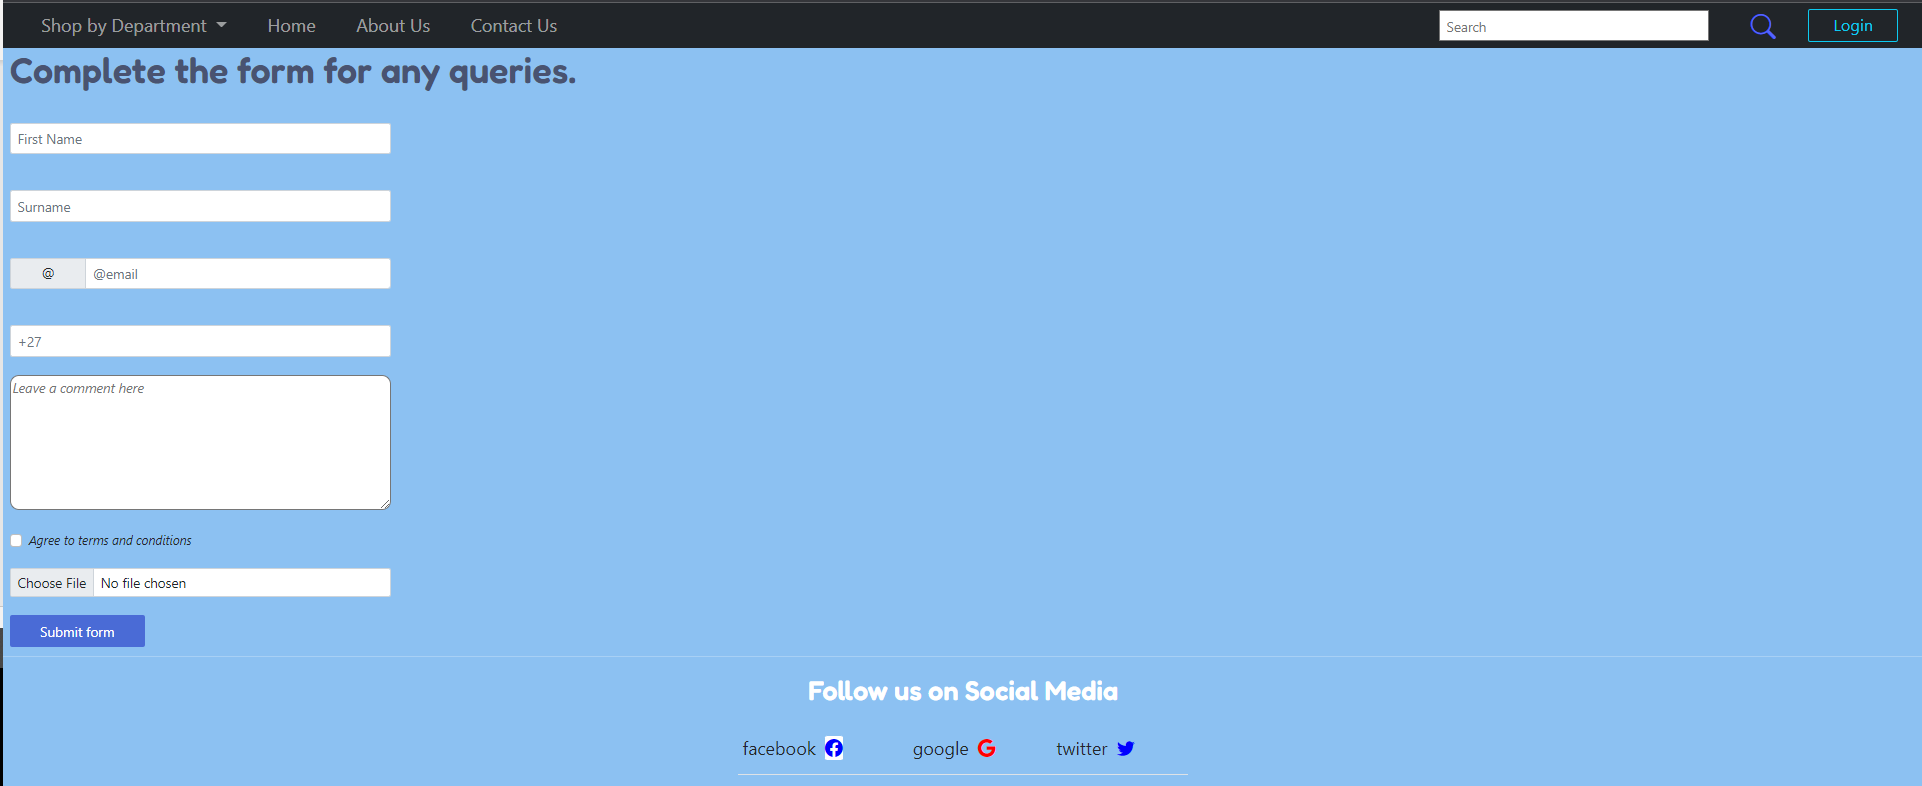 Shop by Department Home About Us Contact Us Search Login
Complete the form for any queries.
First Name
Surname
@ @email
+27
Leave a comment here
Agree to terms and conditions
Choose File No file chosen
Submit form
Follow us on Social Media
facebook google twitter